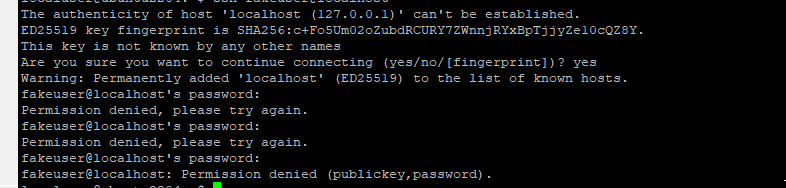 The authenticity of host 'localhost (127.0.0.1)' can't be established.
ED25519 key fingerprint is SHA256:c+Fo5Um02oZubdRCURY7ZWnnjRYxBpTjjyZe10cQZ8Y.
This key is not known by any other names
Are you sure you want to continue connecting (yes/no/[fingerprint])? yes
Warning: Permanently added 'localhost' (ED25519) to the list of known hosts.
fakeuser@localhost's password:
Permission denied, please try again.
fakeuser@localhost's password:
Permission denied, please try again.
fakeuser@localhost's password:
fakeuser@localhost: Permission denied (publickey,password).